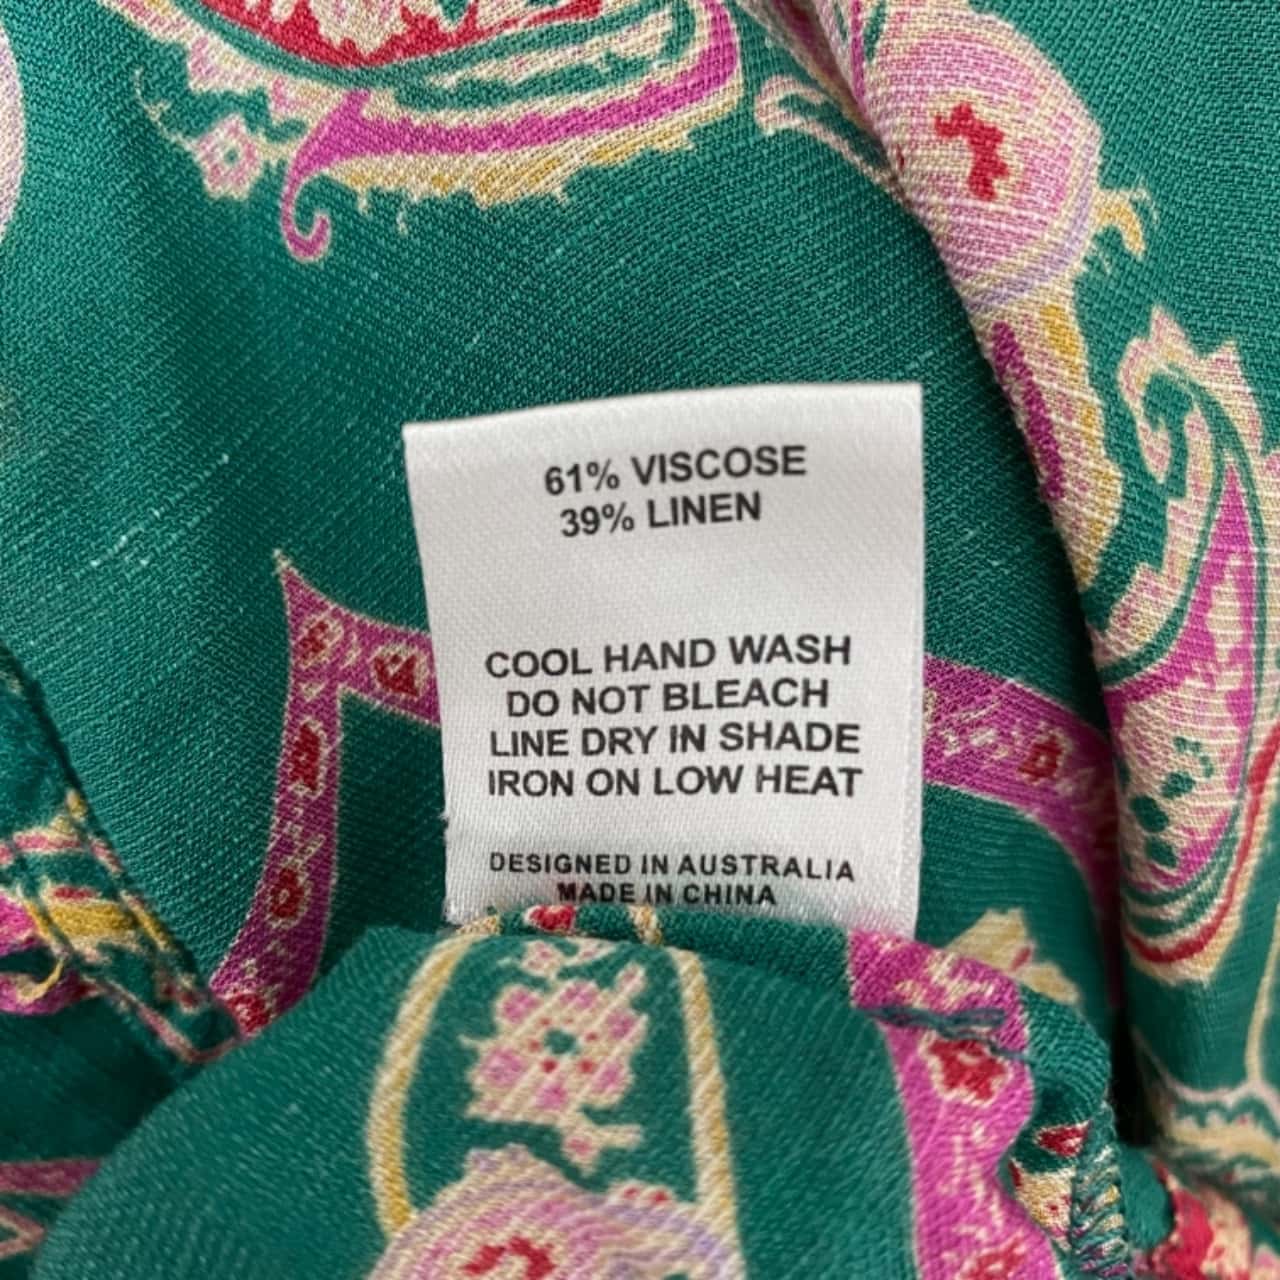 61% VISCOSE
39% LINEN
COOL HAND WASH
DO NOT BLEACH
LINE DRY IN SHADE
IRON ON LOW HEAT
DESIGNED IN AUSTRALIA
MADE IN CHINA